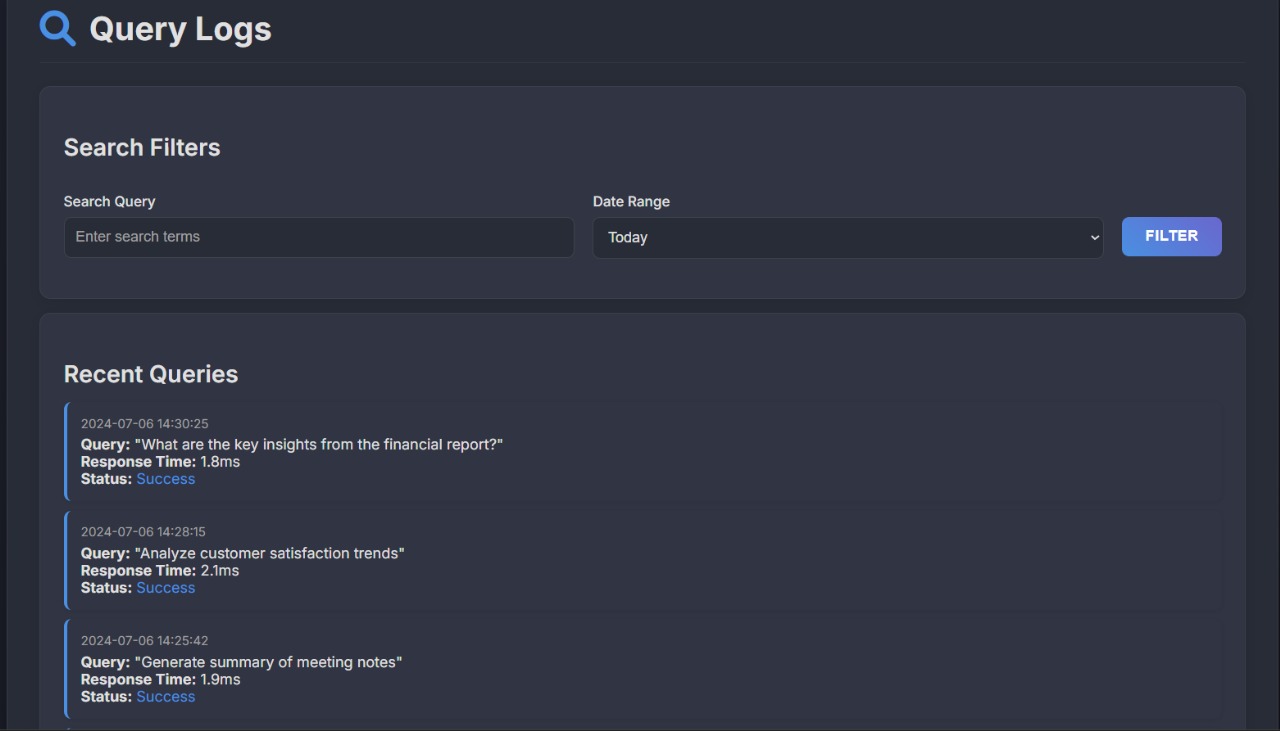 Query Logs
Search Filters
Search Query
Date Range
Enter search terms
Today
FILTER
Recent Queries
2024-07-06 14:30:25
Query: "What are the key insights from the financial report?"
Response Time: 1.8ms
Status: Success
2024-07-06 14:28:15
Query: "Analyze customer satisfaction trends"
Response Time: 2.1ms
Status: Success
2024-07-06 14:25:42
Query: "Generate summary of meeting notes"
Response Time: 1.9ms
Status: Success